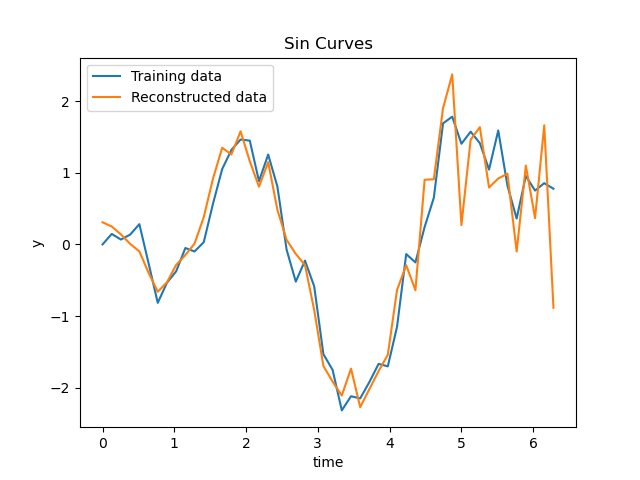 Sin Curves
Training data
Reconstructed data
y
2
1
0
−1
−2
0 1 2 3 4 5 6
time